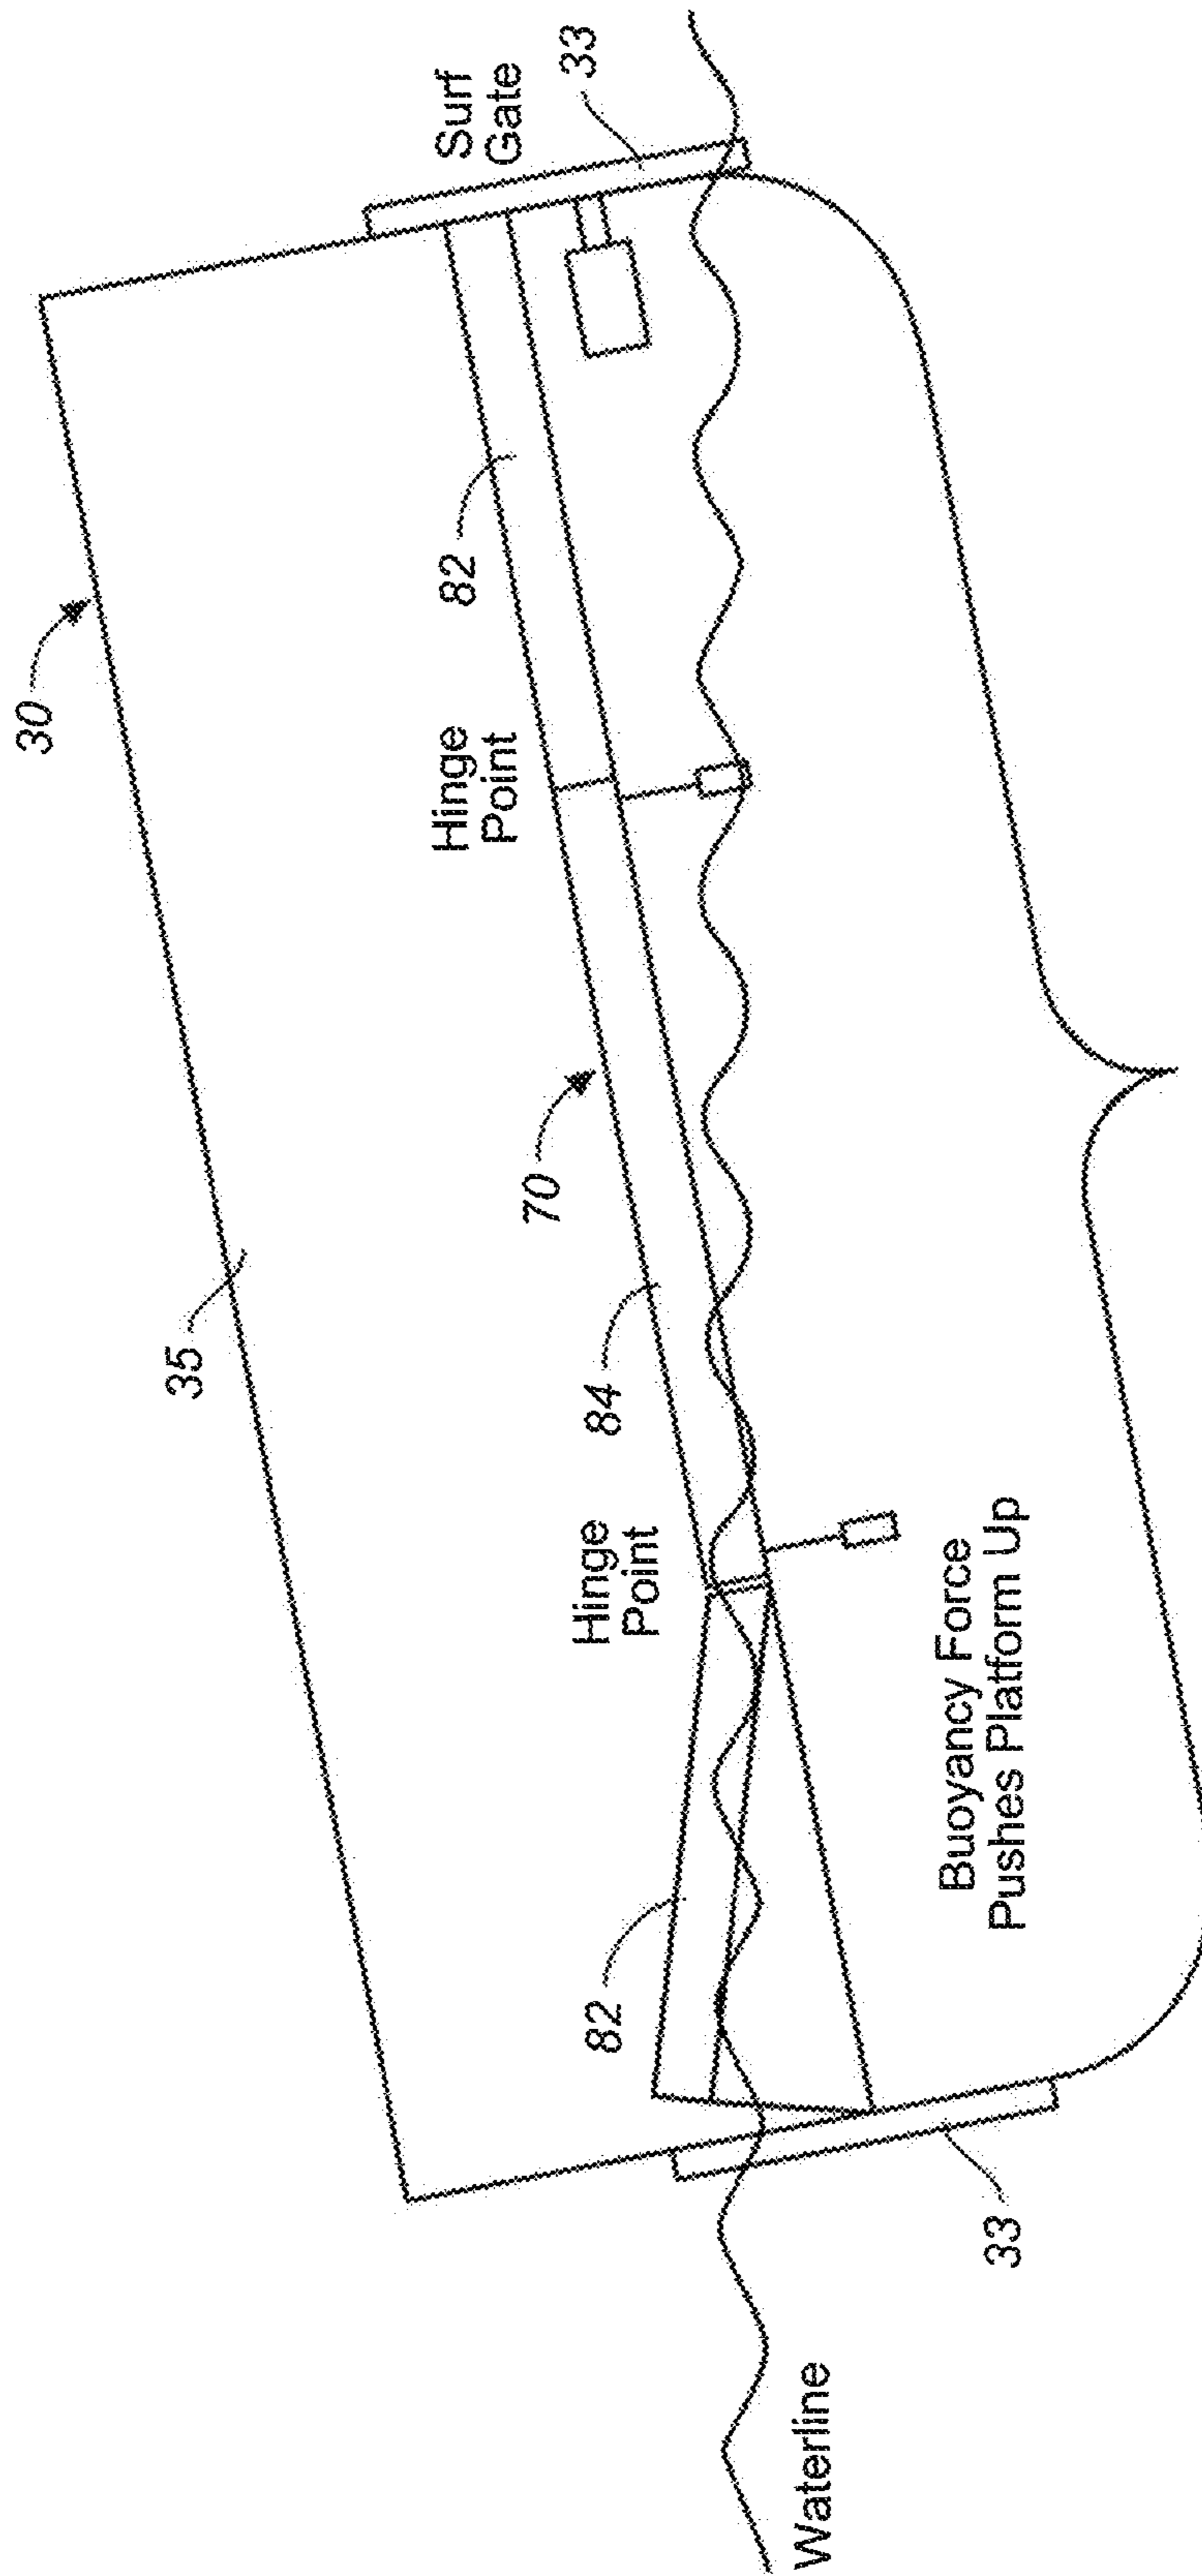 30
35
Hinge
Point
82
Surf
Gate
70
33
82
Hinge
Point
84
Waterline
Buoyancy Force
Pushes Platform Up
33